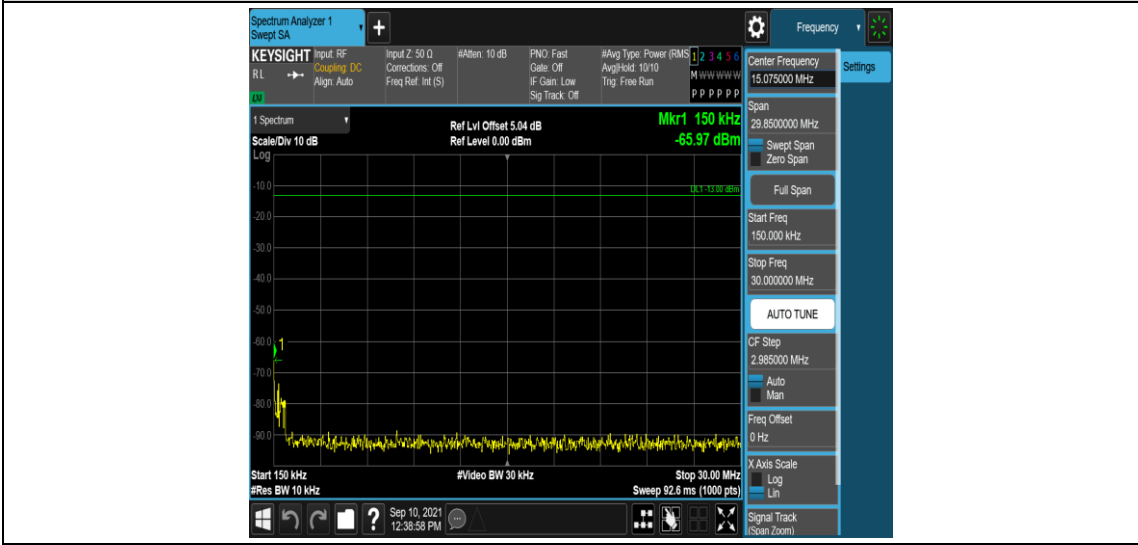 Spectrum Analyzer 1
Swept SA
+
Frequency
KEYSIGHT
RL
LM
Input: RF
Coupling: DC
Align: Auto
Input Z: 50 Ω
Corrections: Off
Freq Ref: Int (S)
#Atten: 10 dB
PNO: Fast
Gate: Off
IF Gain: Low
Sig Track: Off
#Avg Type: Power (RMS
Avg|Hold: 10/10
Trig: Free Run
1 2 3 4 5 6
M W W W W W
P P P P P P
1 Spectrum
Scale/Div 10 dB
Log
Ref Lvl Offset 5.04 dB
Ref Level 0.00 dBm
Mkr1 150 kHz
-65.97 dBm
DL1 -13.00 dBm
-10.0
-20.0
-30.0
-40.0
-50.0
-60.0
-70.0
-80.0
-90.0
1
Start 150 kHz
#Res BW 10 kHz
#Video BW 30 kHz
Stop 30.00 MHz
Sweep 92.6 ms (1000 pts)
Center Frequency
15.075000 MHz
Settings
Span
29.8500000 MHz
Swept Span
Zero Span
Full Span
Start Freq
150.000 kHz
Stop Freq
30.000000 MHz
AUTO TUNE
CF Step
2.985000 MHz
Auto
Man
Freq Offset
0 Hz
X Axis Scale
Log
Lin
Signal Track
(Span Zoom)
?
Sep 10, 2021
12:38:58 PM